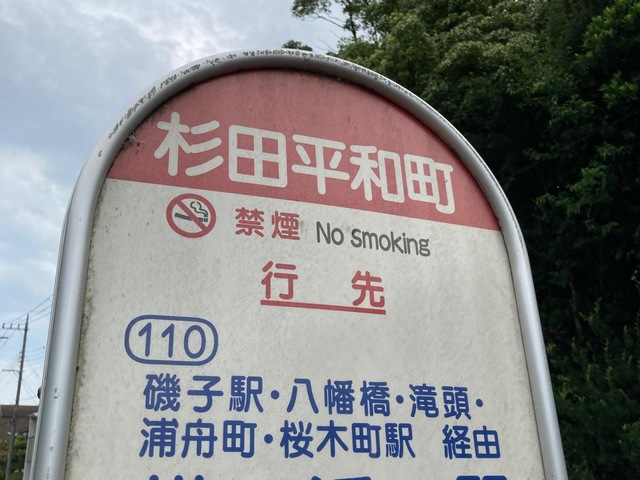 杉田平和町
禁煙 No smoking
行 先
110
磯子駅・八幡橋・滝頭・
浦舟町・桜木町駅 経由